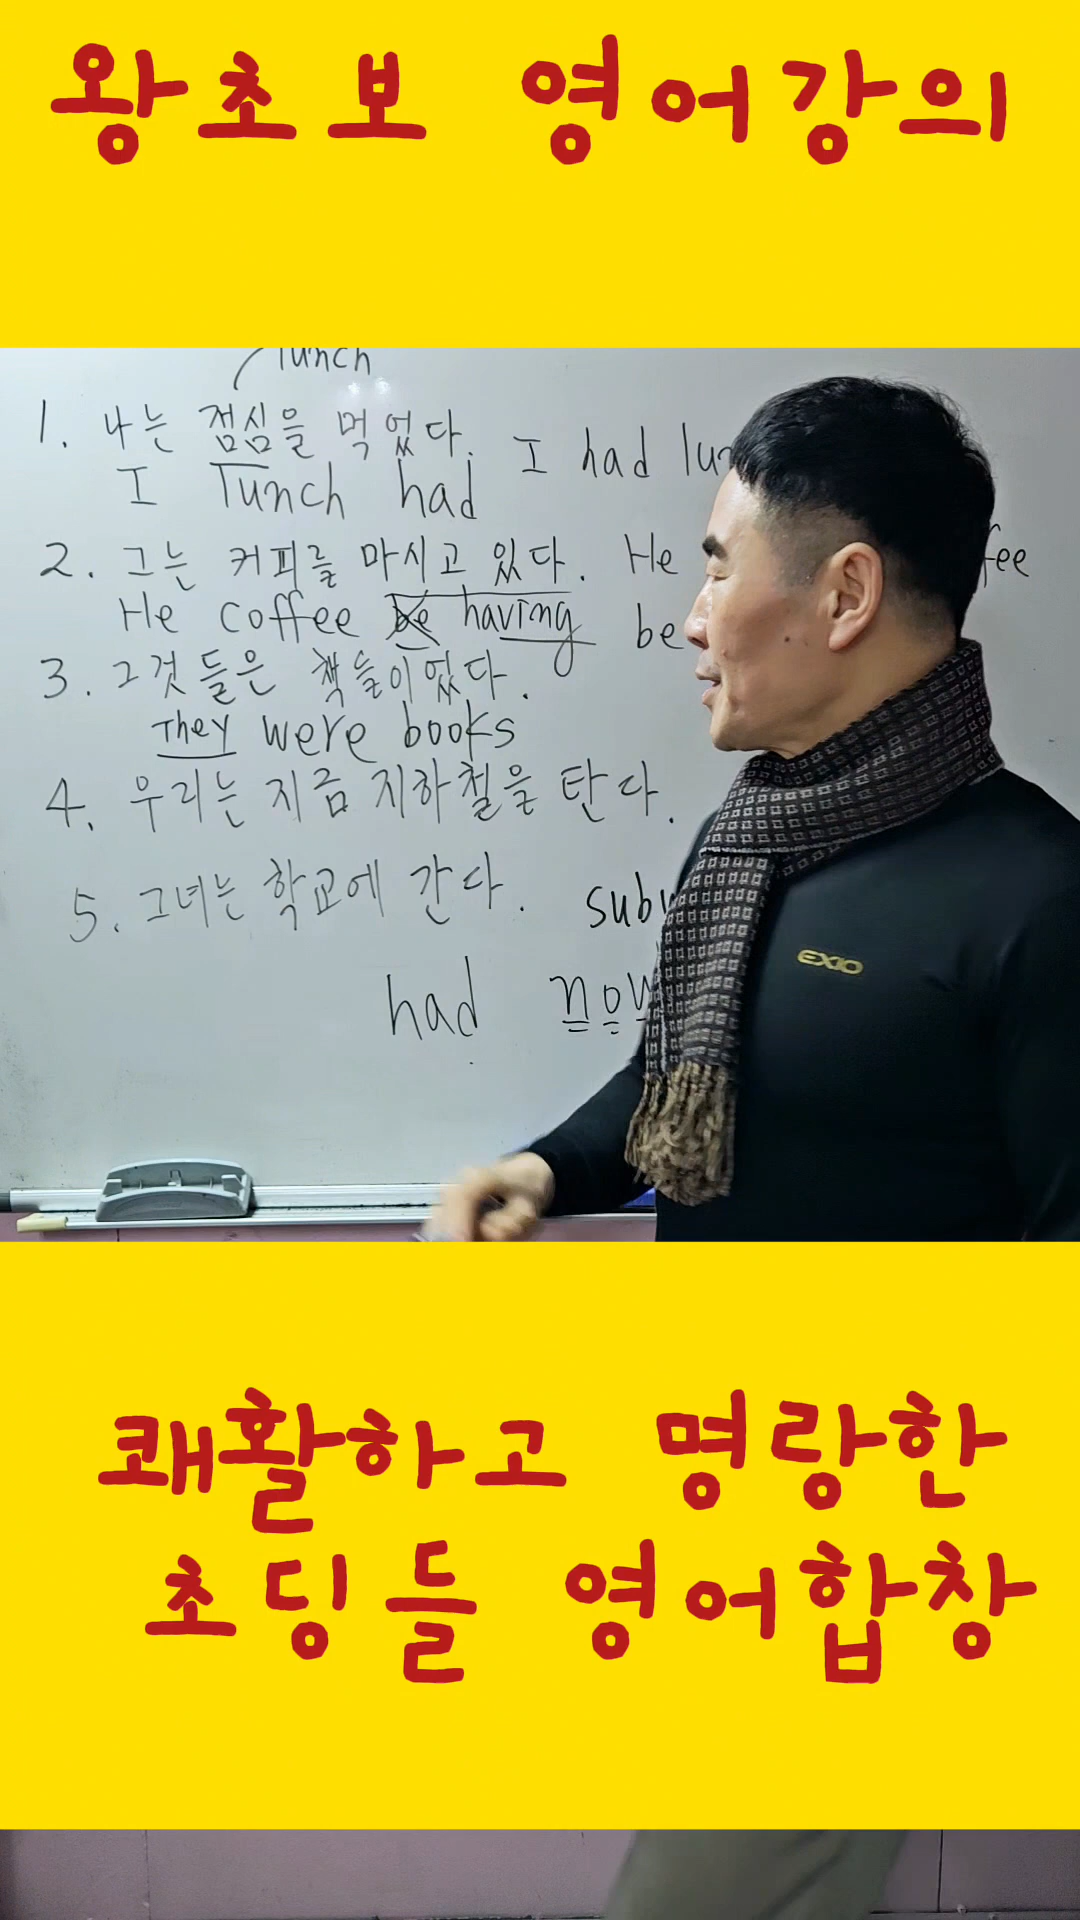 왕초보 영어강의
lunch
1. 나는 점심을 먹었다. I had
I lunch had
2. 그는 커피를 마시고 있다. He
He coffee be having be
3. 그것들은 책들이었다.
They were books
4. 우리는 지금 지하철을 탄다.
5. 그녀는 학교에 간다.
had now
EXIO
쾌활하고 명랑한
초딩들 영어합창